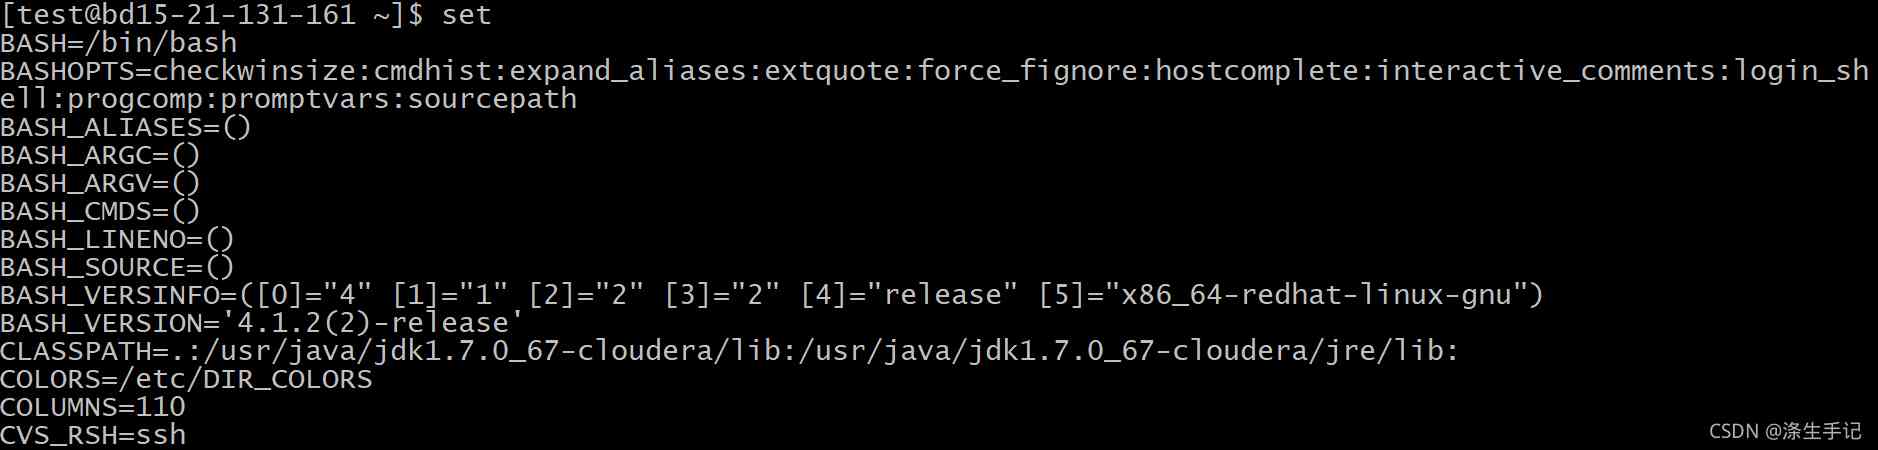 [test@bd15-21-131-161 ~]$ set
BASH=/bin/bash
BASHOPTS=checkwinsize:cmdhist:expand_aliases:extquote:force_fignore:hostcomplete:interactive_comments:login_sh
ell:progcomp:promptvars:sourcepath
BASH_ALIASES=()
BASH_ARGC=()
BASH_ARGV=()
BASH_CMDS=()
BASH_LINENO=()
BASH_SOURCE=()
BASH_VERSINFO=([0]="4" [1]="1" [2]="2" [3]="2" [4]="release" [5]="x86_64-redhat-linux-gnu")
BASH_VERSION='4.1.2(2)-release'
CLASSPATH=.:/usr/java/jdk1.7.0_67-cloudera/lib:/usr/java/jdk1.7.0_67-cloudera/jre/lib:
COLORS=/etc/DIR_COLORS
COLUMNS=110
CVS_RSH=ssh
CSDN @涤生手记